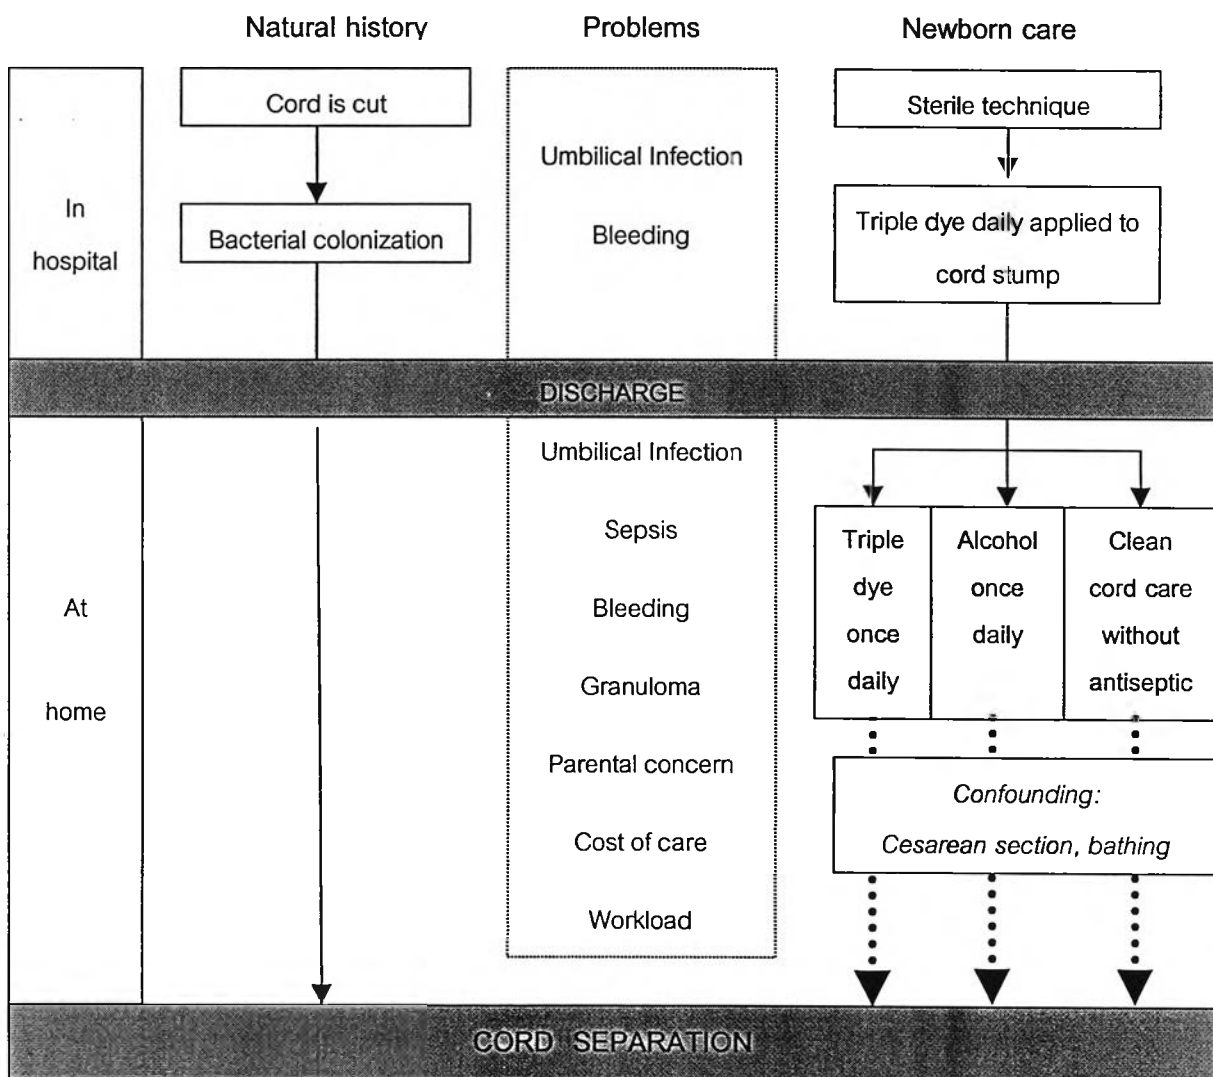 Natural history
Problems
Newborn care
In
hospital
Cord is cut
Bacterial colonization
Umbilical Infection
Bleeding
Sterile technique
Triple dye daily applied to
cord stump
DISCHARGE
At
home
Umbilical Infection
Sepsis
Bleeding
Granuloma
Parental concern
Cost of care
Workload
Triple
dye
once
daily
Alcohol
once
daily
Clean
cord care
without
antiseptic
Confounding:
Cesarean section, bathing
CORD SEPARATION